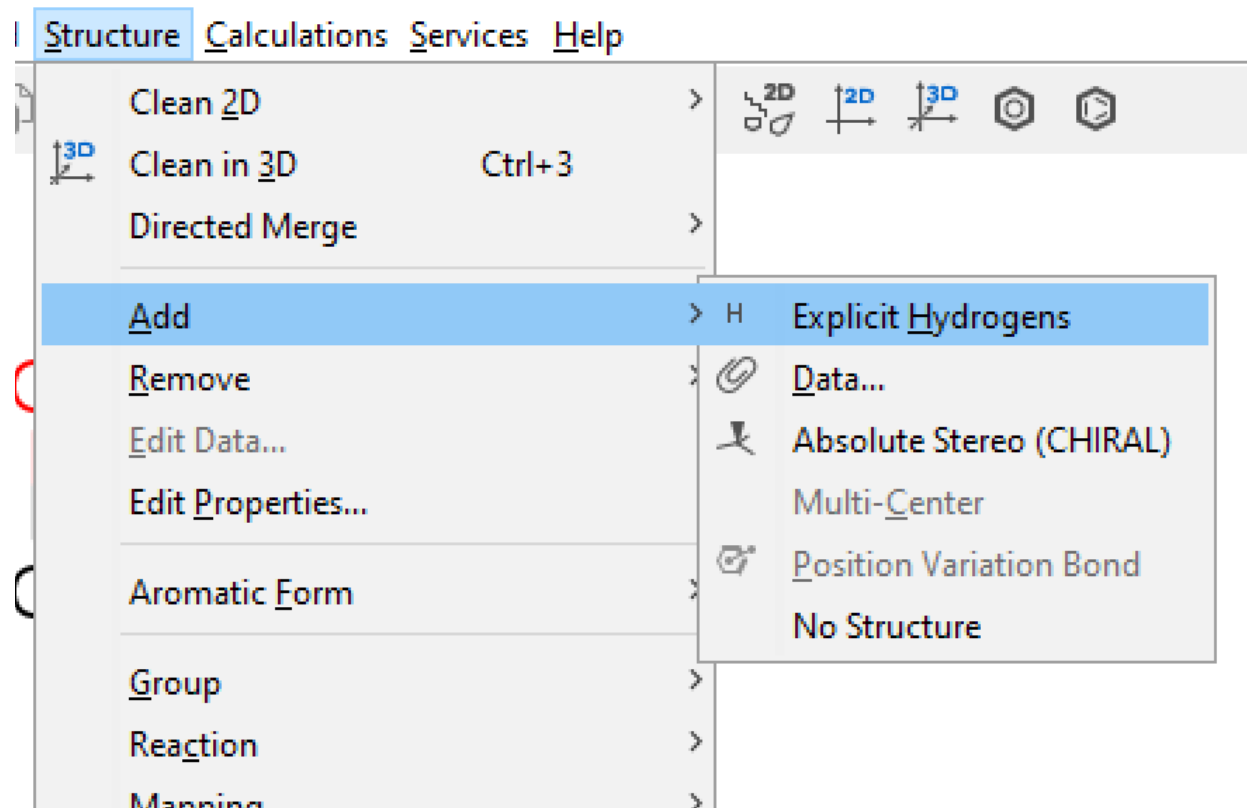 Structure Calculations Services Help
Clean 2D
Clean in 3D Ctrl+3
Directed Merge
Add
Remove
Edit Data...
Edit Properties...
Aromatic Form
Group
Reaction
Mapping
2D 2D 3D
3D
H Explicit Hydrogens
Data...
Absolute Stereo (CHIRAL)
Multi-Center
Position Variation Bond
No Structure